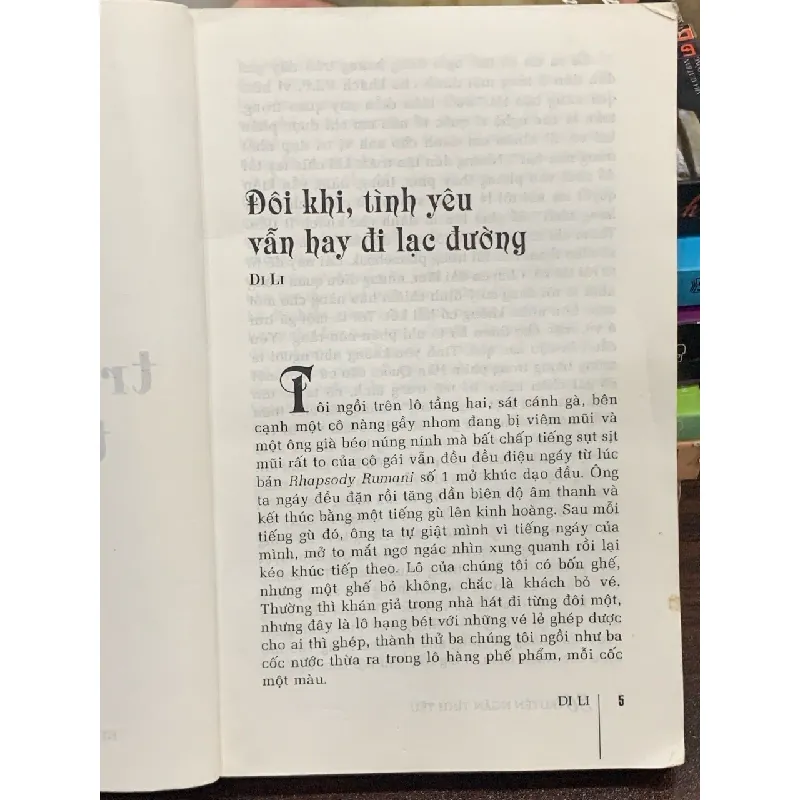 Đôi khi, tình yêu
vẫn hay đi lạc đường
DI LI
Tôi ngồi trên lô tầng hai, sát cánh gà, bên
cạnh một cô nàng gầy nhom đang bị viêm mũi và
một ông già béo núng nính mà bất chấp tiếng sụt sịt
mũi rất to của cô gái vẫn đều đều điệu ngáy từ lúc
bản Rhapsody Rumani số 1 mở khúc dạo đầu. Ông
ta ngáy đều đặn rồi tăng dần biên độ âm thanh và
kết thúc bằng một tiếng gù lên kinh hoàng. Sau mỗi
tiếng gù đó, ông ta tự giật mình vì tiếng ngáy của
mình, mở to mắt ngơ ngác nhìn xung quanh rồi lại
kéo khúc tiếp theo. Lô của chúng tôi có bốn ghế,
nhưng một ghế bỏ không, chắc là khách bỏ vé.
Thường thì khán giả trong nhà hát đi từng đôi một,
nhưng đây là lô hạng bét với những vé lẻ ghép được
cho ai thì ghép, thành thử ba chúng tôi ngồi như ba
cốc nước thừa ra trong lô hàng phế phẩm, mỗi cốc
một màu.
DI LI 5